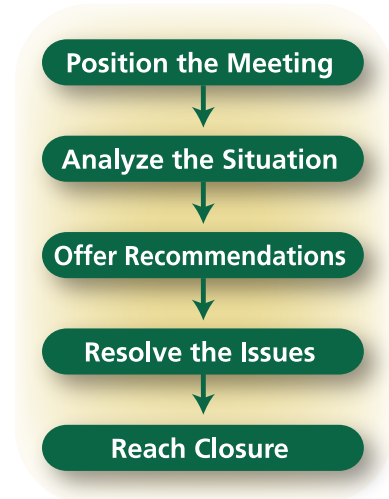 Position the Meeting
Analyze the Situation
Offer Recommendations
Resolve the Issues
Reach Closure